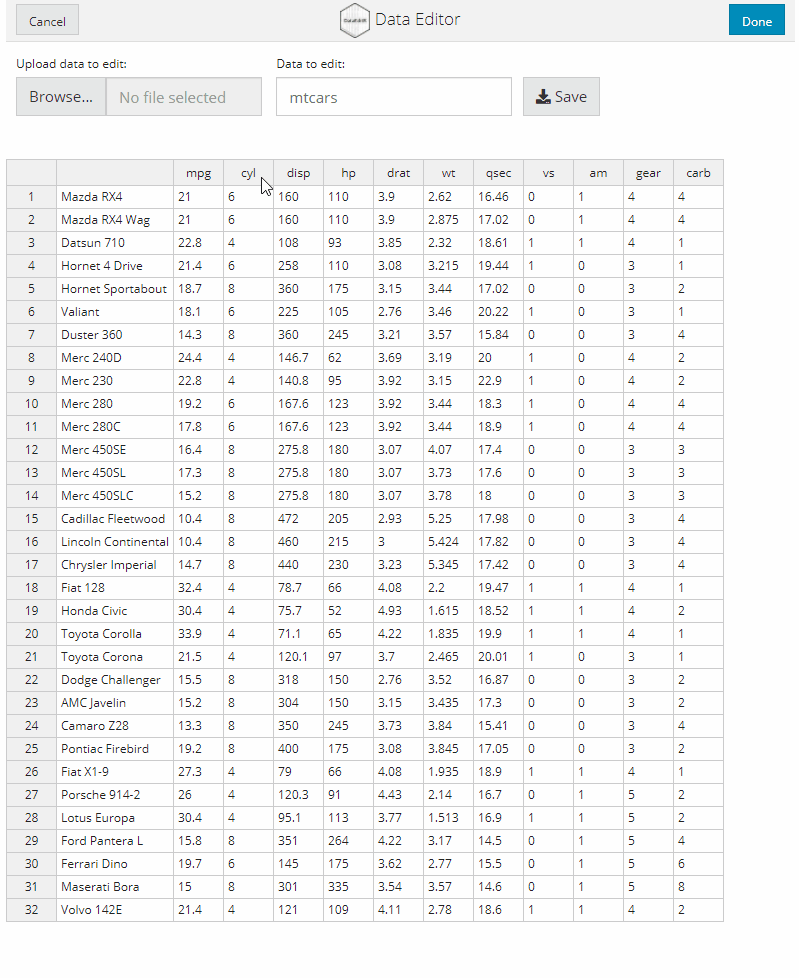 Cancel Data Editor Done
Upload data to edit: Data to edit:
Browse... No file selected mtcars Save
mpg cyl disp hp drat wt qsec vs am gear carb
1 Mazda RX4 21 6 160 110 3.9 2.62 16.46 0 1 4 4
2 Mazda RX4 Wag 21 6 160 110 3.9 2.875 17.02 0 1 4 4
3 Datsun 710 22.8 4 108 93 3.85 2.32 18.61 1 1 4 1
4 Hornet 4 Drive 21.4 6 258 110 3.08 3.215 19.44 1 0 3 1
5 Hornet Sportabout 18.7 8 360 175 3.15 3.44 17.02 0 0 3 2
6 Valiant 18.1 6 225 105 2.76 3.46 20.22 1 0 3 1
7 Duster 360 14.3 8 360 245 3.21 3.57 15.84 0 0 3 4
8 Merc 240D 24.4 4 146.7 62 3.69 3.19 20 1 0 4 2
9 Merc 230 22.8 4 140.8 95 3.92 3.15 22.9 1 0 4 2
10 Merc 280 19.2 6 167.6 123 3.92 3.44 18.3 1 0 4 4
11 Merc 280C 17.8 6 167.6 123 3.92 3.44 18.9 1 0 4 4
12 Merc 450SE 16.4 8 275.8 180 3.07 4.07 17.4 0 0 3 3
13 Merc 450SL 17.3 8 275.8 180 3.07 3.73 17.6 0 0 3 3
14 Merc 450SLC 15.2 8 275.8 180 3.07 3.78 18 0 0 3 3
15 Cadillac Fleetwood 10.4 8 472 205 2.93 5.25 17.98 0 0 3 4
16 Lincoln Continental 10.4 8 460 215 3 5.424 17.82 0 0 3 4
17 Chrysler Imperial 14.7 8 440 230 3.23 5.345 17.42 0 0 3 4
18 Fiat 128 32.4 4 78.7 66 4.08 2.2 19.47 1 1 4 1
19 Honda Civic 30.4 4 75.7 52 4.93 1.615 18.52 1 1 4 2
20 Toyota Corolla 33.9 4 71.1 65 4.22 1.835 19.9 1 1 4 1
21 Toyota Corona 21.5 4 120.1 97 3.7 2.465 20.01 1 0 3 1
22 Dodge Challenger 15.5 8 318 150 2.76 3.52 16.87 0 0 3 2
23 AMC Javelin 15.2 8 304 150 3.15 3.435 17.3 0 0 3 2
24 Camaro Z28 13.3 8 350 245 3.73 3.84 15.41 0 0 3 4
25 Pontiac Firebird 19.2 8 400 175 3.08 3.845 17.05 0 0 3 2
26 Fiat X1-9 27.3 4 79 66 4.08 1.935 18.9 1 1 4 1
27 Porsche 914-2 26 4 120.3 91 4.43 2.14 16.7 0 1 5 2
28 Lotus Europa 30.4 4 95.1 113 3.77 1.513 16.9 1 1 5 2
29 Ford Pantera L 15.8 8 351 264 4.22 3.17 14.5 0 1 5 4
30 Ferrari Dino 19.7 6 145 175 3.62 2.77 15.5 0 1 5 6
31 Maserati Bora 15 8 301 335 3.54 3.57 14.6 0 1 5 8
32 Volvo 142E 21.4 4 121 109 4.11 2.78 18.6 1 1 4 2